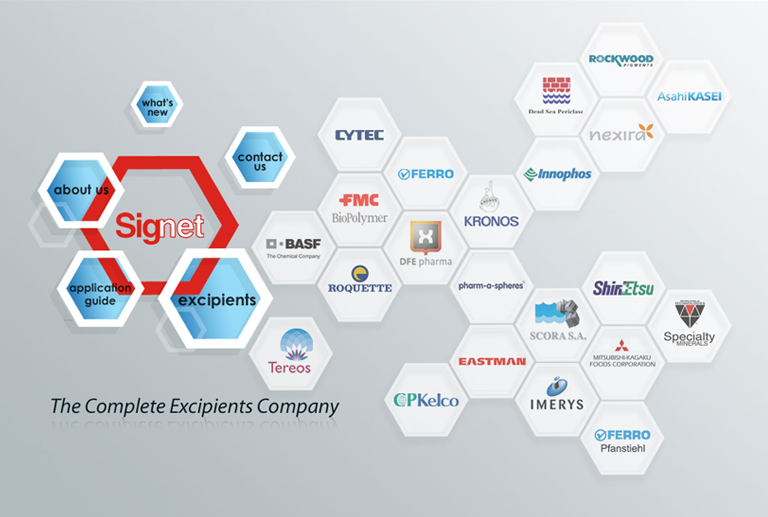 what's
new
contact
us
about us
Signet
application
guide
excipients
The Complete Excipients Company
ROCKWOOD
PIGMENTS
Dead Sea Periclase
AsahiKASEI
nexira
CYTEC
FERRO
Innophos
FMC
BioPolymer
KRONOS
KRONOS
BASF
The Chemical Company
DFE pharma
ROQUETTE
pharm-a-spheres
ShinEtsu
SCORA S.A.
Specialty
MINERALS
Tereos
EASTMAN
MITSUBISHI-KAGAKU
FOODS CORPORATION
CPKelco
IMERYS
FERRO
Pfanstiehl